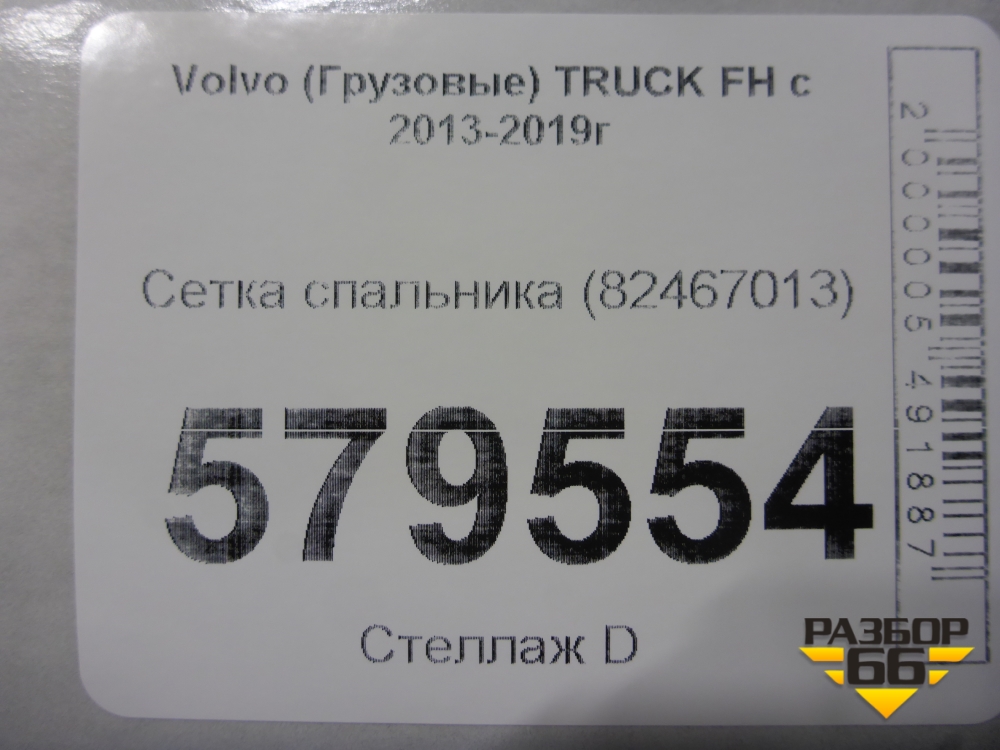 Volvo (Грузовые) TRUCK FH с
2013-2019г
Сетка спальника (82467013)
579554
Стеллаж D
2000005491887
РАЗБОР
66